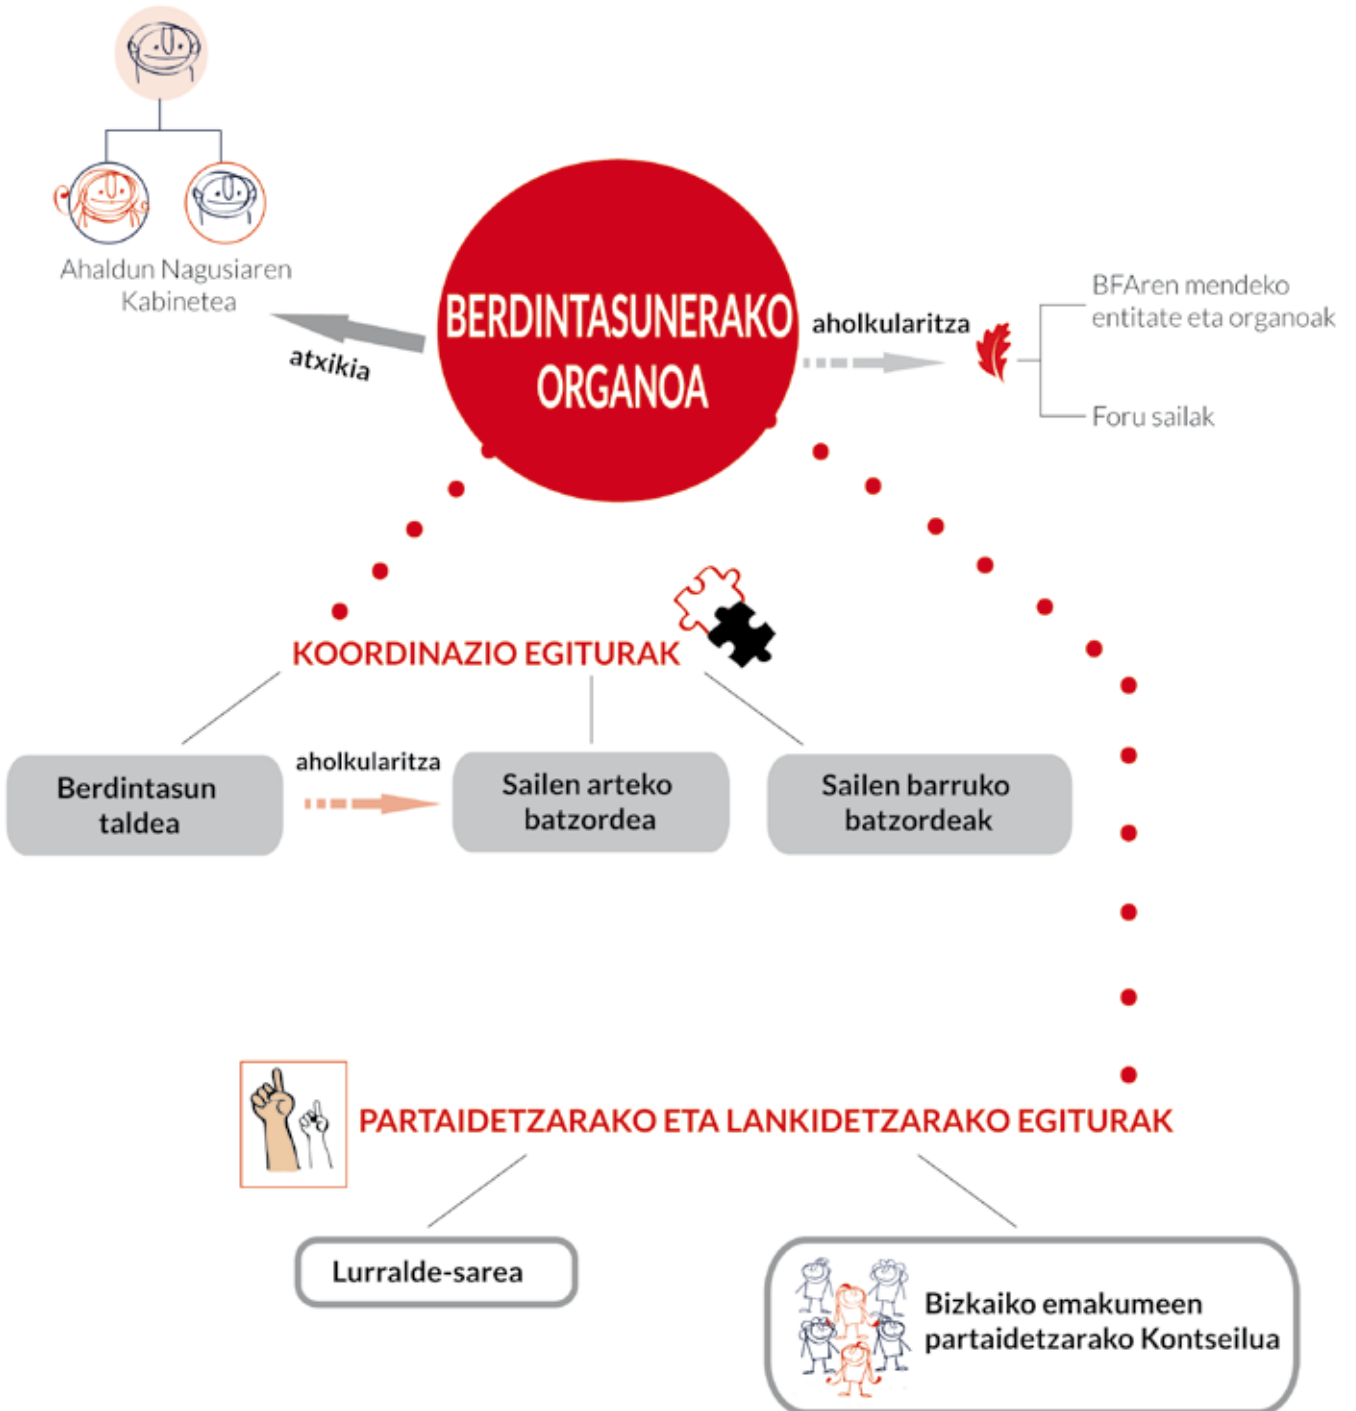 Ahaldun Nagusiaren
Kabinetea
atxikia
BERDINTASUNERAKO
ORGANOA
aholkularitza
BFAren mendeko
entitate eta organoak
Foru sailak
KOORDINAZIO EGITURAK
Berdintasun
taldea
aholkularitza
Sailen arteko
batzordea
Sailen barruko
batzordeak
PARTAIDETZARAKO ETA LANKIDETZARAKO EGITURAK
Lurralde-sarea
Bizkaiko emakumeen
partaidetzarako Kontseilua